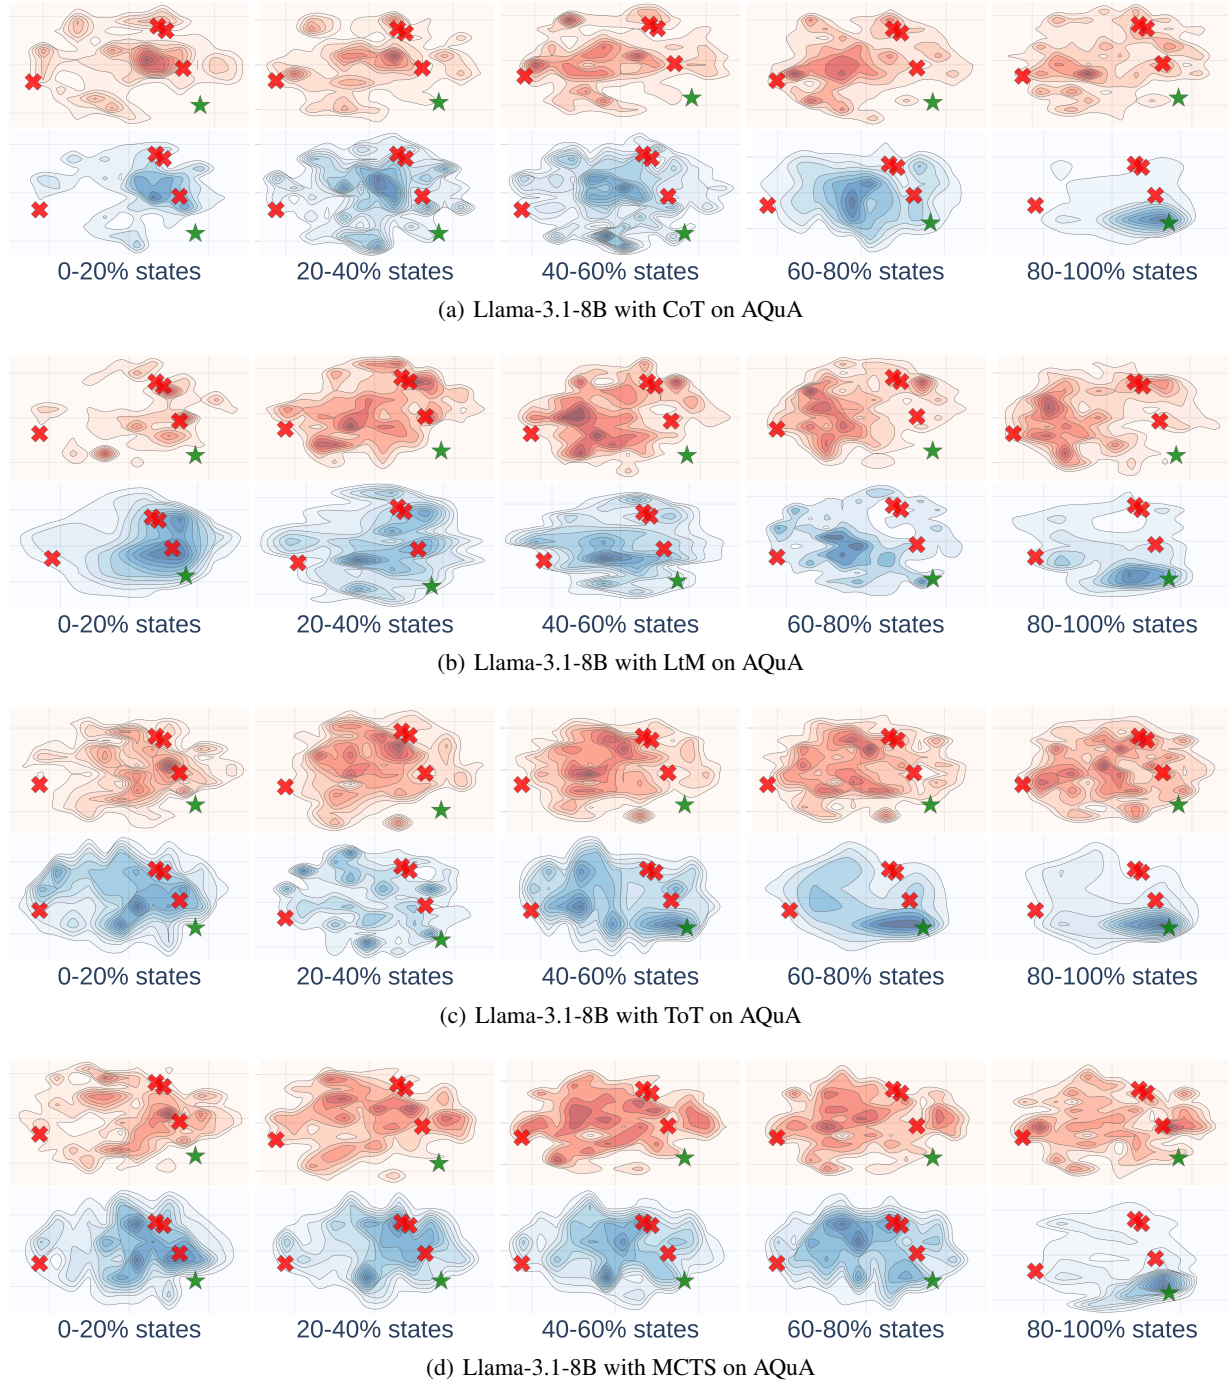 0-20% states 20-40% states 40-60% states 60-80% states 80-100% states
(a) Llama-3.1-8B with CoT on AQuA
0-20% states 20-40% states 40-60% states 60-80% states 80-100% states
(b) Llama-3.1-8B with LtM on AQuA
0-20% states 20-40% states 40-60% states 60-80% states 80-100% states
(c) Llama-3.1-8B with ToT on AQuA
0-20% states 20-40% states 40-60% states 60-80% states 80-100% states
(d) Llama-3.1-8B with MCTS on AQuA